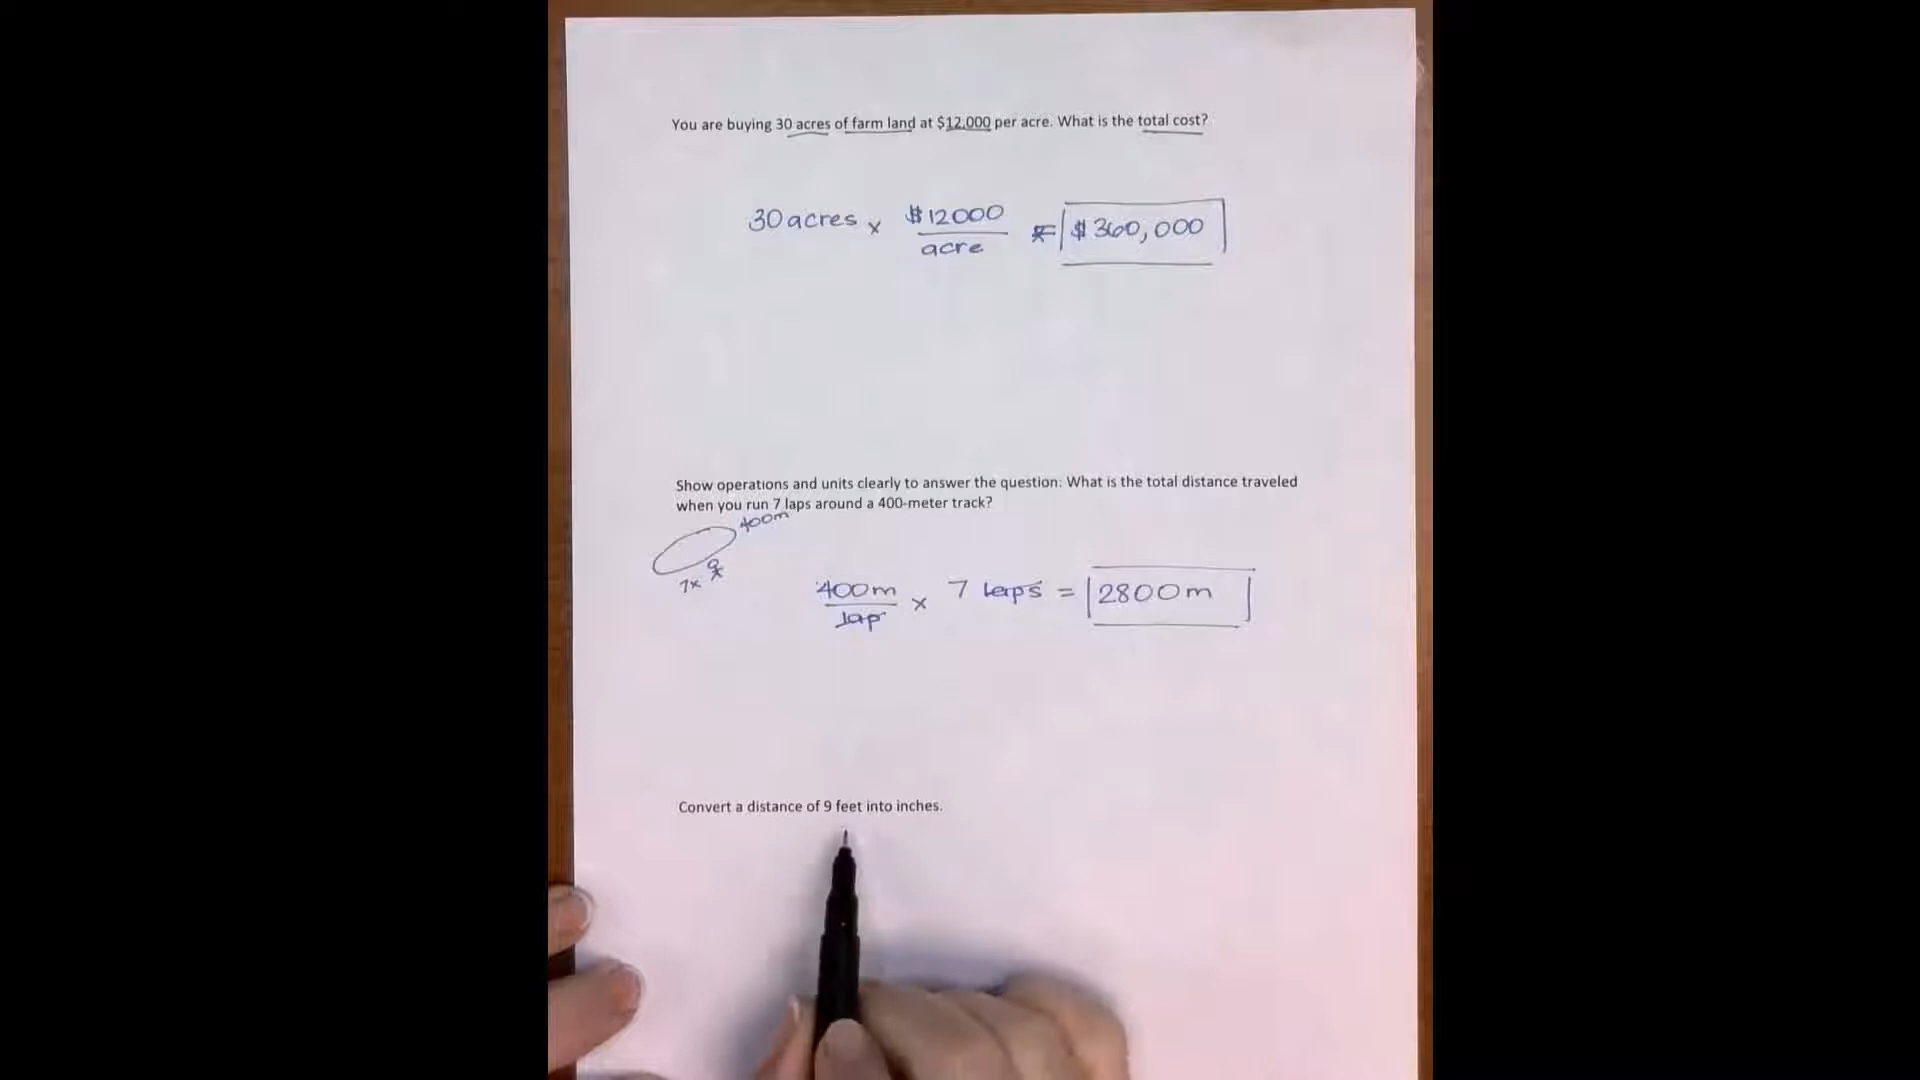 You are buying 30 acres of farm land at $12,000 per acre. What is the total cost?
30 acres x $12000 = $360,000
acre
Show operations and units clearly to answer the question: What is the total distance traveled
when you run 7 laps around a 400-meter track?
400m
7x
400m x 7 laps = 2800m
lap
Convert a distance of 9 feet into inches.